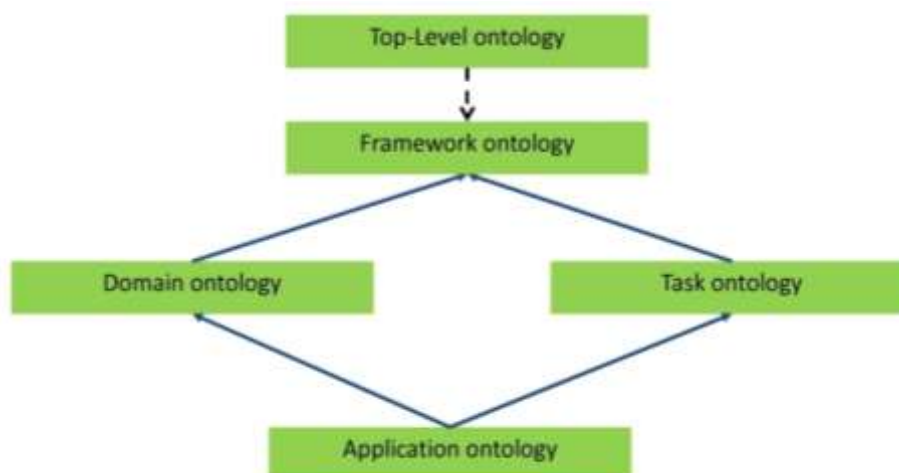 Top-Level ontology
Framework ontology
Domain ontology
Task ontology
Application ontology